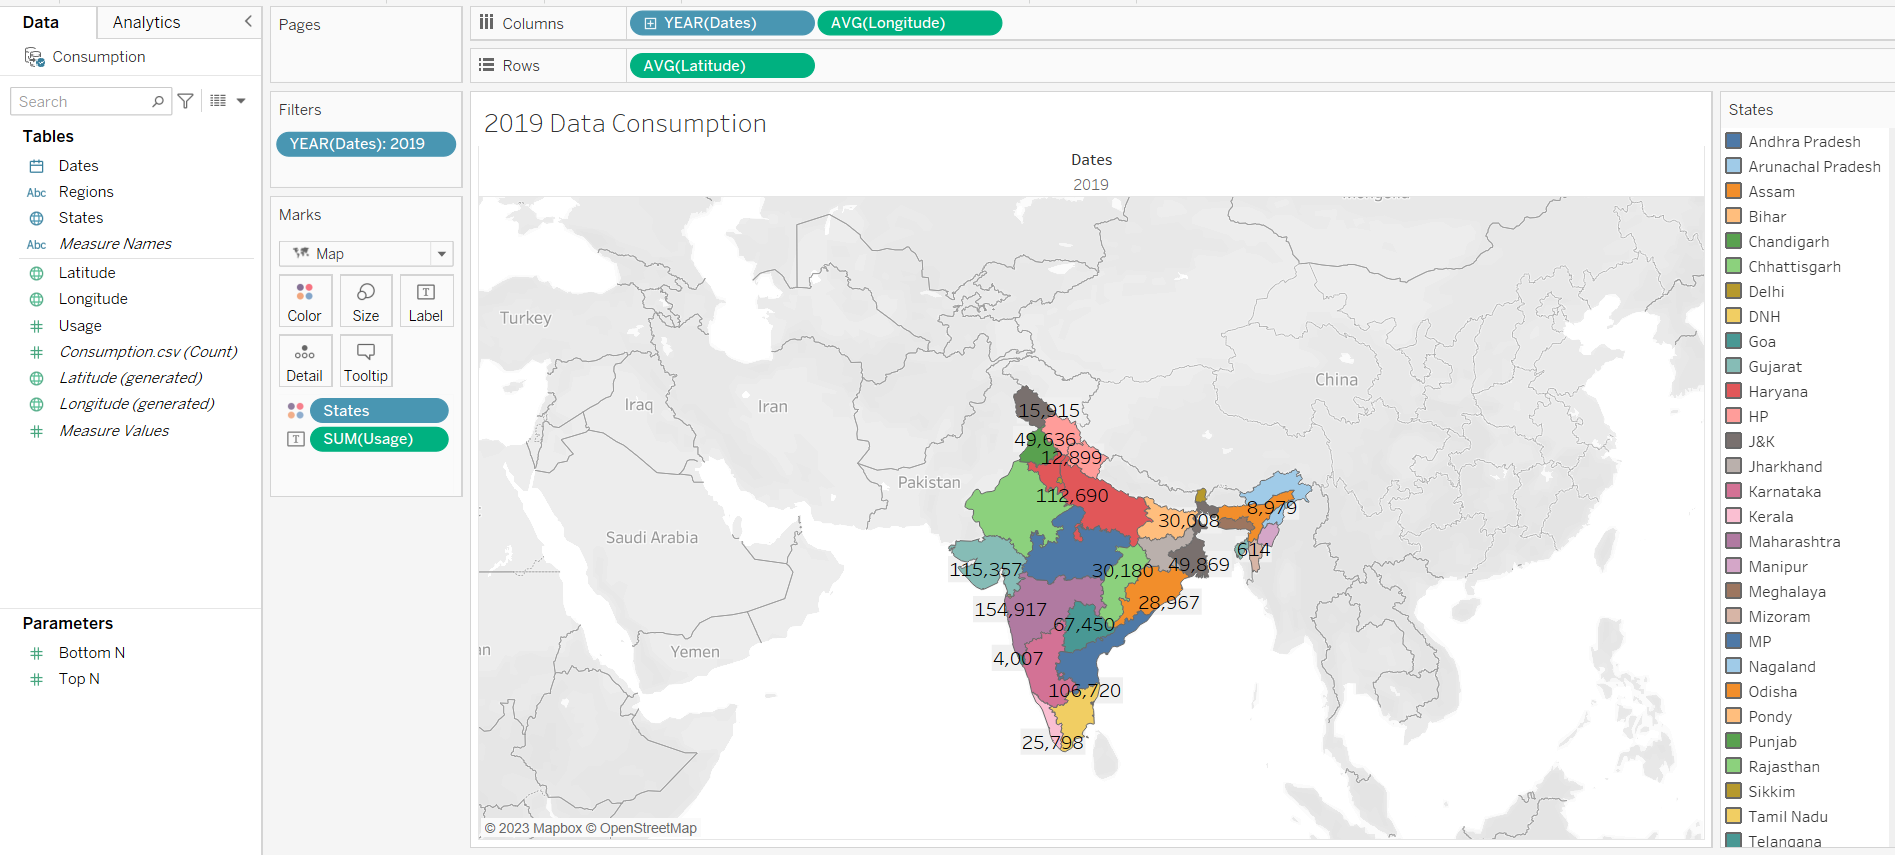 Data
Analytics
Consumption
Search
Tables
Dates
Abc Regions
States
Abc Measure Names
Latitude
Longitude
Usage
Consumption.csv (Count)
Latitude (generated)
Longitude (generated)
Measure Values
Parameters
Bottom N
Top N
Pages
Filters
YEAR(Dates): 2019
Marks
Map
Color Size Label
Detail Tooltip
States
SUM(Usage)
Columns YEAR(Dates) AVG(Longitude)
Rows AVG(Latitude)
2019 Data Consumption
Dates
2019
Turkey
China
Iraq
Iran
Pakistan
Saudi Arabia
Yemen
15,915
49,636
12,899
112,690
8,979
30,008
614
49,869
115,357
30,180
28,967
154,917
67,450
4,007
106,720
25,798
© 2023 Mapbox © OpenStreetMap
States
Andhra Pradesh
Arunachal Pradesh
Assam
Bihar
Chandigarh
Chhattisgarh
Delhi
DNH
Goa
Gujarat
Haryana
HP
J&K
Jharkhand
Karnataka
Kerala
Maharashtra
Manipur
Meghalaya
Mizoram
MP
Nagaland
Odisha
Pondy
Punjab
Rajasthan
Sikkim
Tamil Nadu
Telangana